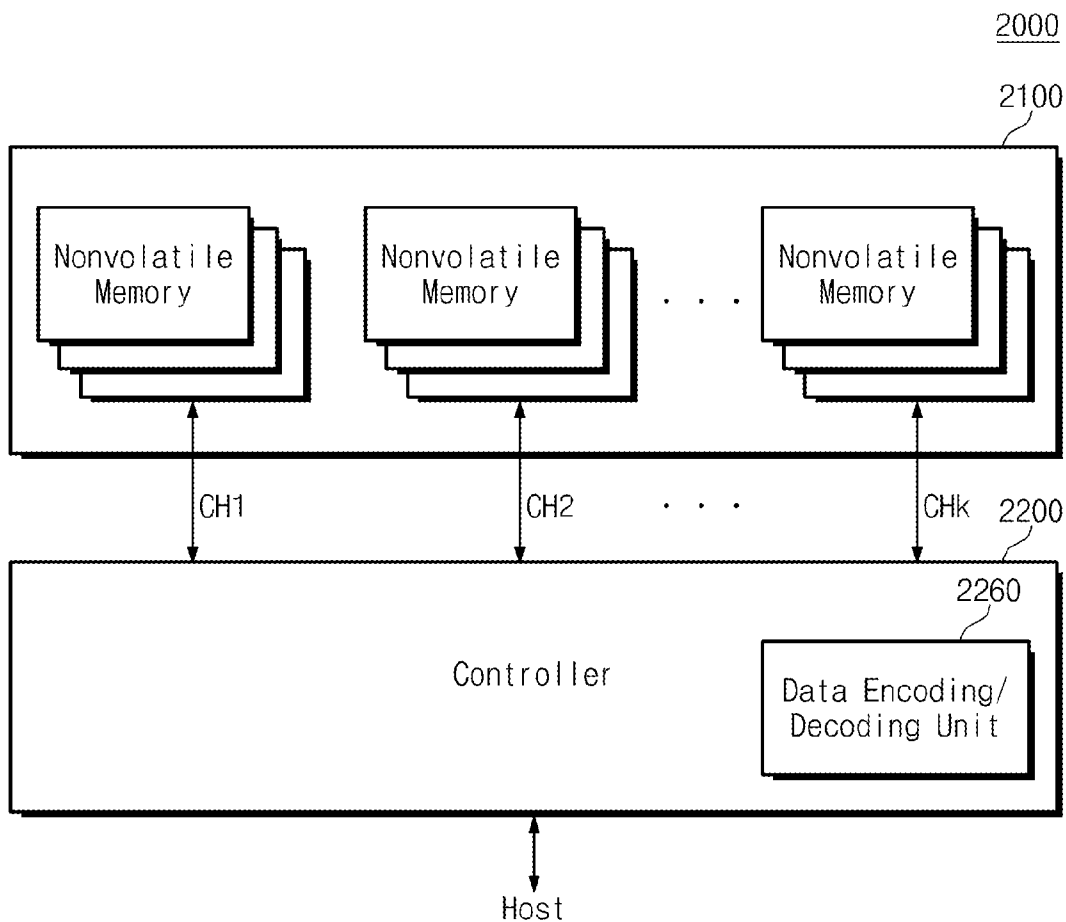 2000
2100
Nonvolatile
Memory
Nonvolatile
Memory
. . .
Nonvolatile
Memory
CH1
CH2
. . .
CHk
2200
2260
Controller
Data Encoding/
Decoding Unit
Host